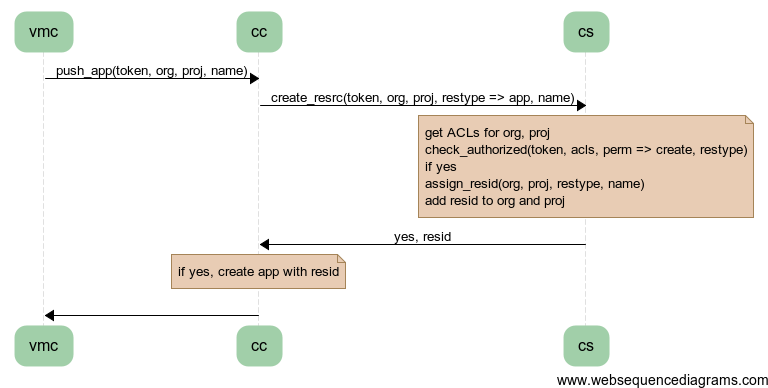 vmc
cc
cs
push_app(token, org, proj, name)
create_resrc(token, org, proj, restype => app, name)
get ACLs for org, proj
check_authorized(token, acls, perm => create, restype)
if yes
assign_resid(org, proj, restype, name)
add resid to org and proj
yes, resid
if yes, create app with resid
vmc
cc
cs
www.websequencediagrams.com